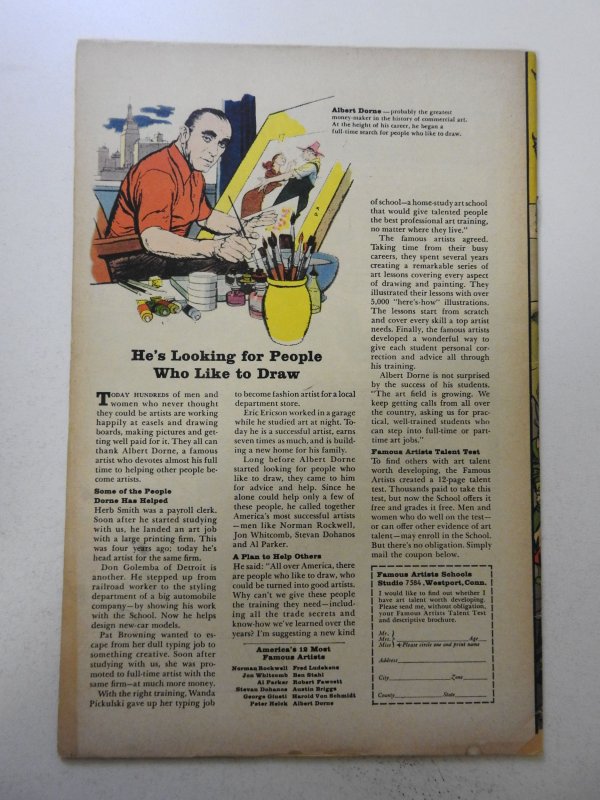 Albert Dorne—probably the greatest
money-maker in the history of commercial art.
At the height of his career, he began a
full-time search for people who like to draw.
He's Looking for People
Who Like to Draw
TODAY HUNDREDS of men and
women who never thought
they could be artists are working
happily at easels and drawing
boards, making pictures and get-
ting well paid for it. They all can
thank Albert Dorne, a famous
artist who devotes almost his full
time to helping other people be-
come artists.
Some of the People
Dorne Has Helped
Herb Smith was a payroll clerk.
Soon after he started studying
with us, he landed an art job
with a large printing firm. This
was four years ago; today he's
head artist for the same firm.
Don Golemba of Detroit is
another. He stepped up from
railroad worker to the styling
department of a big automobile
company—by showing his work
with the School. Now he helps
design new-car models.
Pat Browning wanted to es-
cape from her dull typing job to
something creative. Soon after
studying with us, she was pro-
moted to full-time artist with the
same firm—at much more money.
With the right training, Wanda
Pickulski gave up her typing job
to become fashion artist for a local
department store.
Eric Ericson worked in a garage
while he studied art at night. To-
day he is a successful artist, earns
seven times as much, and is build-
ing a new home for his family.
Long before Albert Dorne
started looking for people who
like to draw, they came to him
for advice and help. Since he
alone could help only a few of
these people, he called together
America's most successful artists
—men like Norman Rockwell,
Jon Whitcomb, Stevan Dohanos
and Al Parker.
A Plan to Help Others
He said: "All over America, there
are people who like to draw, who
could be turned into good artists.
Why can't we give these people
the training they need—includ-
ing all the trade secrets and
know-how we've learned over the
years? I'm suggesting a new kind
America's 12 Most
Famous Artists
Norman Rockwell Fred Ludekens
Jon Whitcomb Ben Stahl
Al Parker Robert Fawcett
Stevan Dohanos Austin Briggs
George Giusti Harold Von Schmidt
Peter Helck Albert Dorne
of school—a home-study art school
that would give talented people
the best professional art training,
no matter where they live."
The famous artists agreed.
Taking time from their busy
careers, they spent several years
creating a remarkable series of
art lessons covering every aspect
of drawing and painting. They
illustrated their lessons with over
5,000 "here's-how" illustrations.
The lessons start from scratch
and cover every skill a top artist
needs. Finally, the famous artists
developed a wonderful way to
give each student personal cor-
rection and advice all through
his training.
Albert Dorne is not surprised
by the success of his students.
"The art field is growing. We
keep getting calls from all over
the country, asking us for prac-
tical, well-trained students who
can step into full-time or part-
time art jobs."
Famous Artists Talent Test
To find others with art talent
worth developing, the Famous
Artists created a 12-page talent
test. Thousands paid to take this
test, but now the School offers it
free and grades it free. Men and
women who do well on the test—
or can offer other evidence of art
talent—may enroll in the School.
But there's no obligation. Simply
mail the coupon below.
Famous Artists Schools
Studio 7384, Westport, Conn.
I would like to find out whether I
have art talent worth developing.
Please send me, without obligation,
your Famous Artists Talent Test
and descriptive brochure.
Mr.
Mrs. Age
Miss Please circle one and print name
Address
City Zone
County State